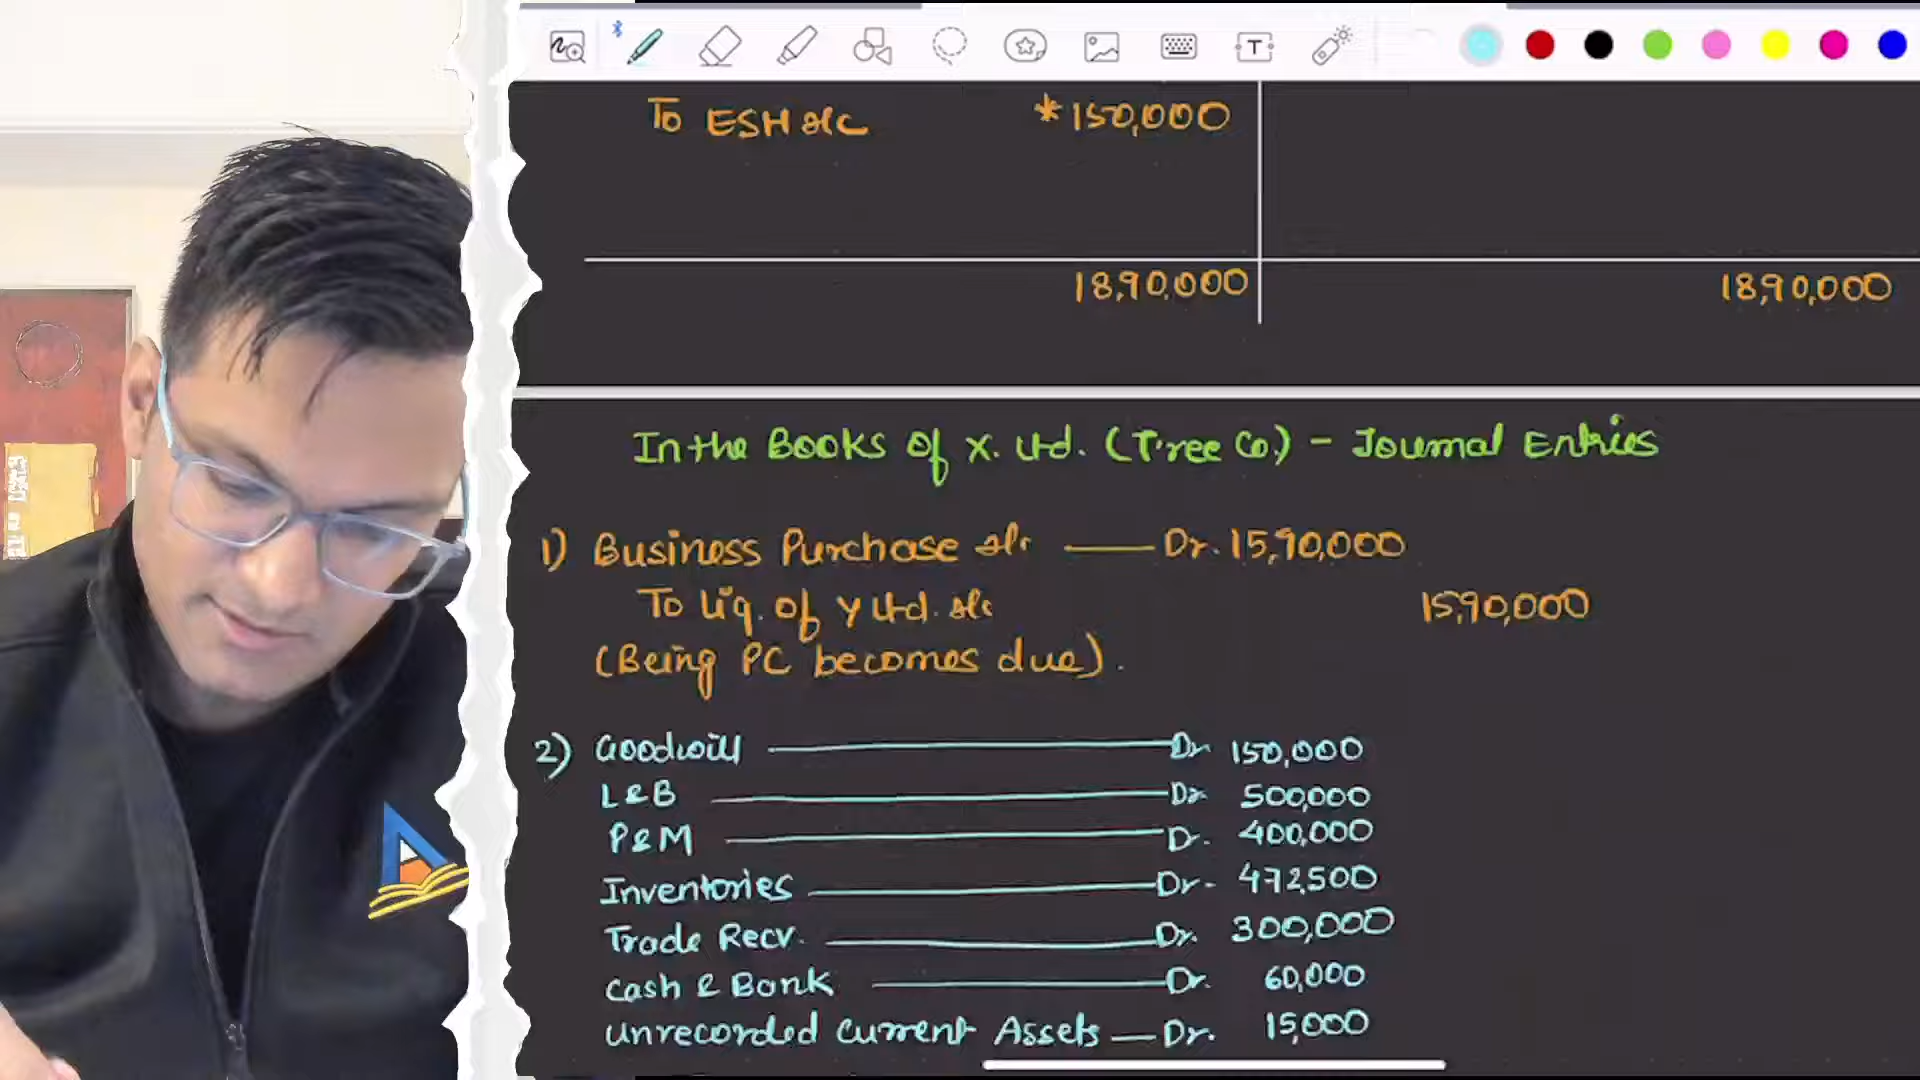 To ESH a/c *150,000
18,90,000 18,90,000
In the Books of X. Ltd. (T'ree Co.) - Journal Entries
1) Business Purchase a/c Dr. 15,90,000
To Liq. of Y Ltd. a/c 15,90,000
(Being PC becomes due).
2) Goodwill Dr 150,000
L&B Dr 500,000
P&M Dr. 400,000
Inventories Dr. 472,500
Trade Recv. Dr. 300,000
Cash & Bank Dr. 60,000
Unrecorded Current Assets Dr. 15,000